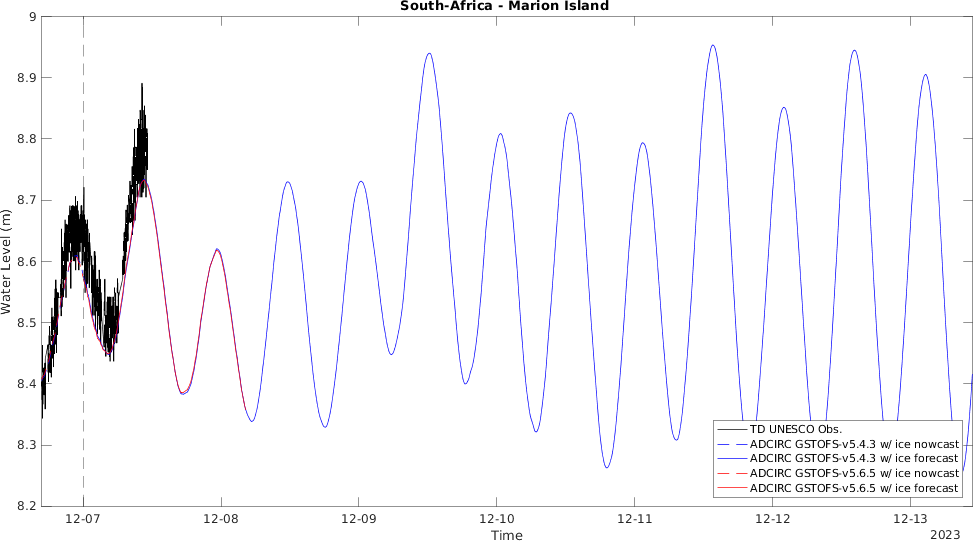 South-Africa - Marion Island
Water Level (m)
9
8.9
8.8
8.7
8.6
8.5
8.4
8.3
8.2
TD UNESCO Obs.
ADCIRC GSTOFS-v5.4.3 w/ ice nowcast
ADCIRC GSTOFS-v5.4.3 w/ ice forecast
ADCIRC GSTOFS-v5.6.5 w/ ice nowcast
ADCIRC GSTOFS-v5.6.5 w/ ice forecast
12-07 12-08 12-09 12-10 12-11 12-12 12-13
Time
2023